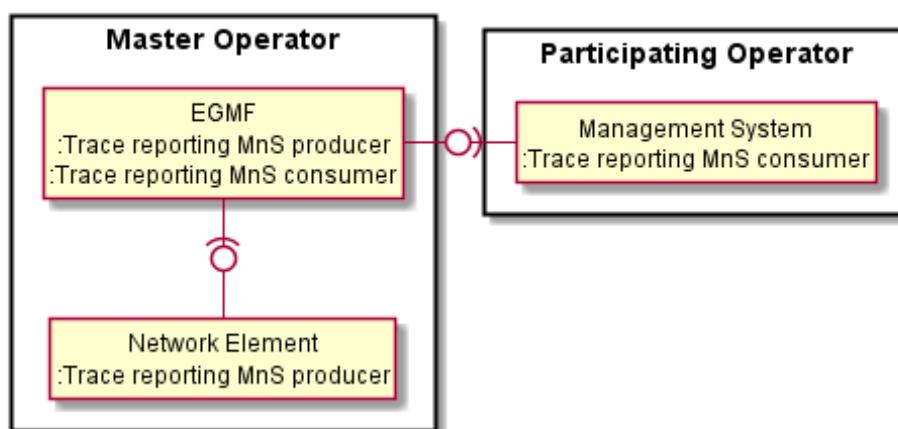 Master Operator
EGMF
:Trace reporting MnS producer
:Trace reporting MnS consumer
Network Element
:Trace reporting MnS producer
Participating Operator
Management System
:Trace reporting MnS consumer